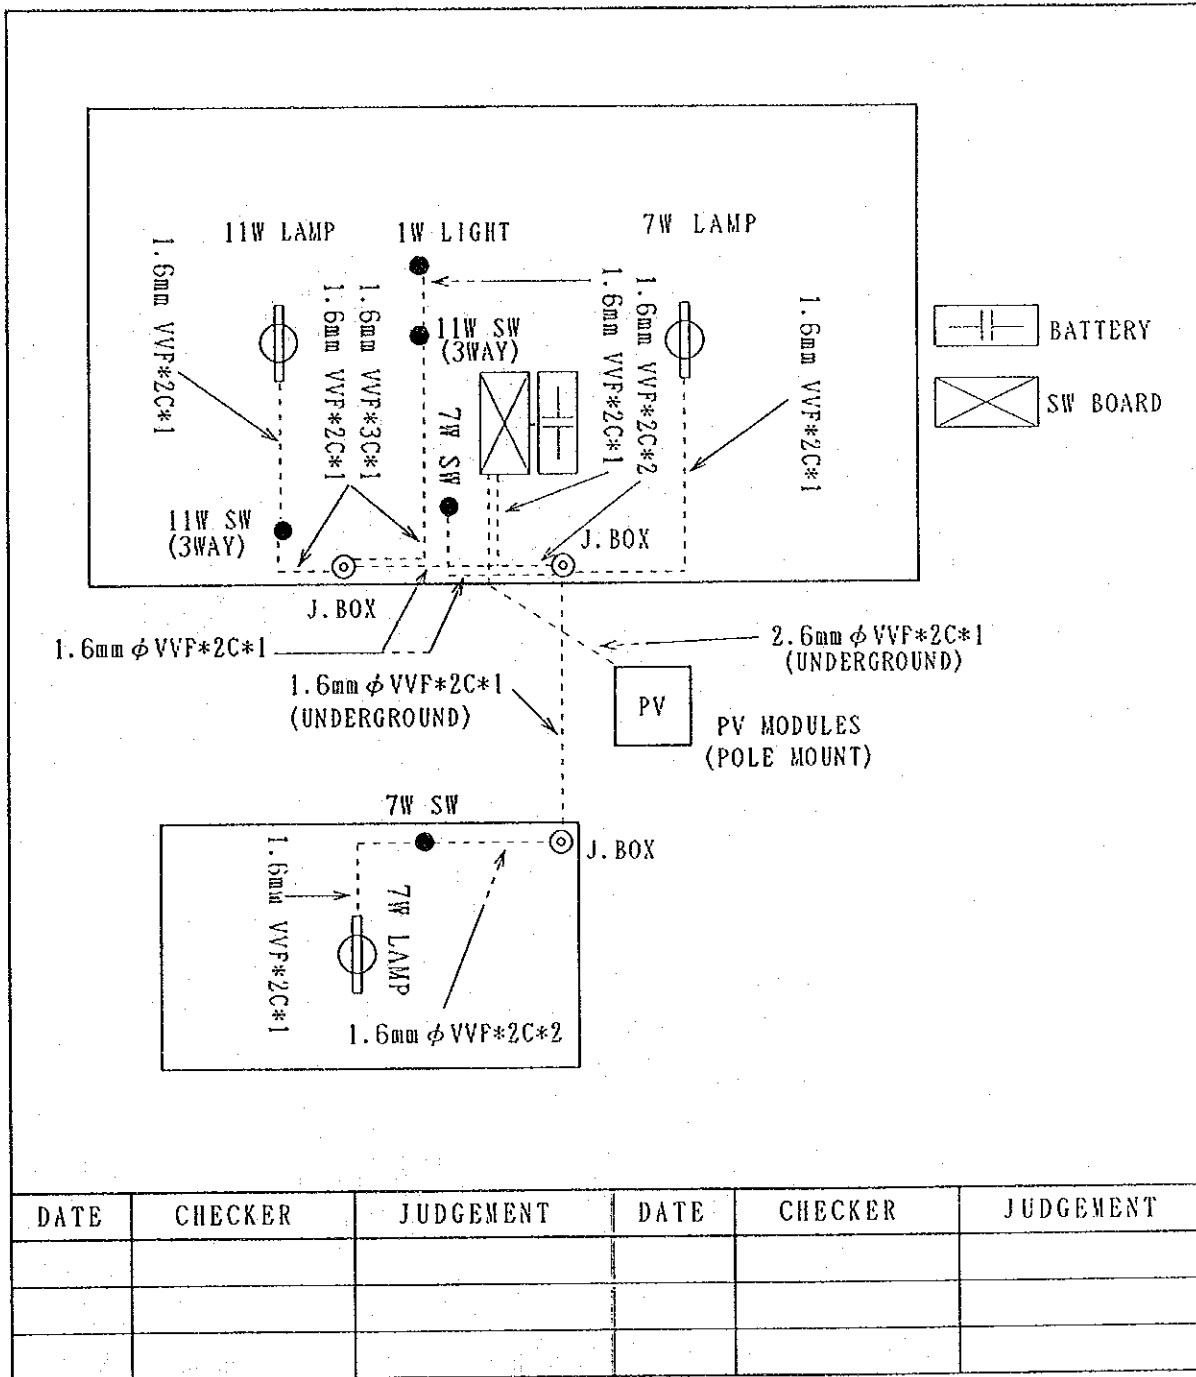 11W LAMP
1W LIGHT
7W LAMP
1.6mm VVF*2C*1
1.6mm VVF*3C*1
1.6mm VVF*2C*1
11W SW
(3WAY)
7W SW
1.6mm VVF*2C*2
1.6mm VVF*2C*1
1.6mm VVF*2C*1
BATTERY
SW BOARD
11W SW
(3WAY)
J.BOX
J.BOX
1.6mmφVVF*2C*1
2.6mmφVVF*2C*1
(UNDERGROUND)
1.6mmφVVF*2C*1
(UNDERGROUND)
PV
PV MODULES
(POLE MOUNT)
7W SW
J.BOX
1.6mm VVF*2C*1
7W LAMP
1.6mmφVVF*2C*2
DATE CHECKER JUDGEMENT DATE CHECKER JUDGEMENT